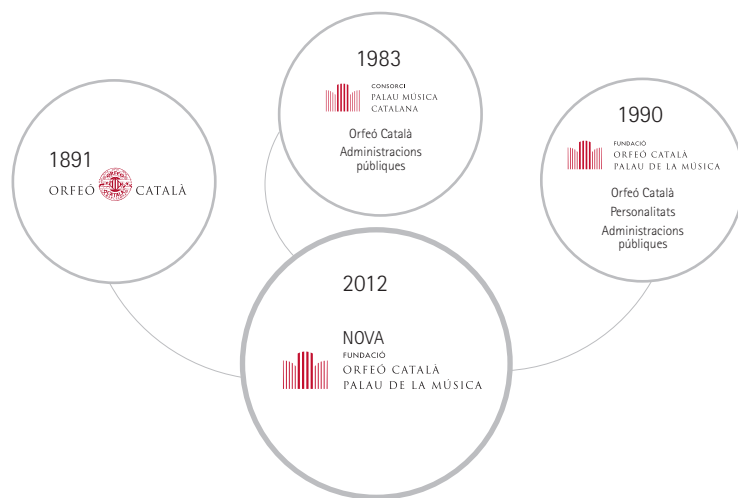 1891
ORFEÓ CATALÀ
1983
CONSORCI
PALAU MÚSICA
CATALANA
Orfeó Català
Administracions
públiques
1990
FUNDACIÓ
ORFEÓ CATALÀ
PALAU DE LA MÚSICA
Orfeó Català
Personalitats
Administracions
públiques
2012
NOVA
FUNDACIÓ
ORFEÓ CATALÀ
PALAU DE LA MÚSICA